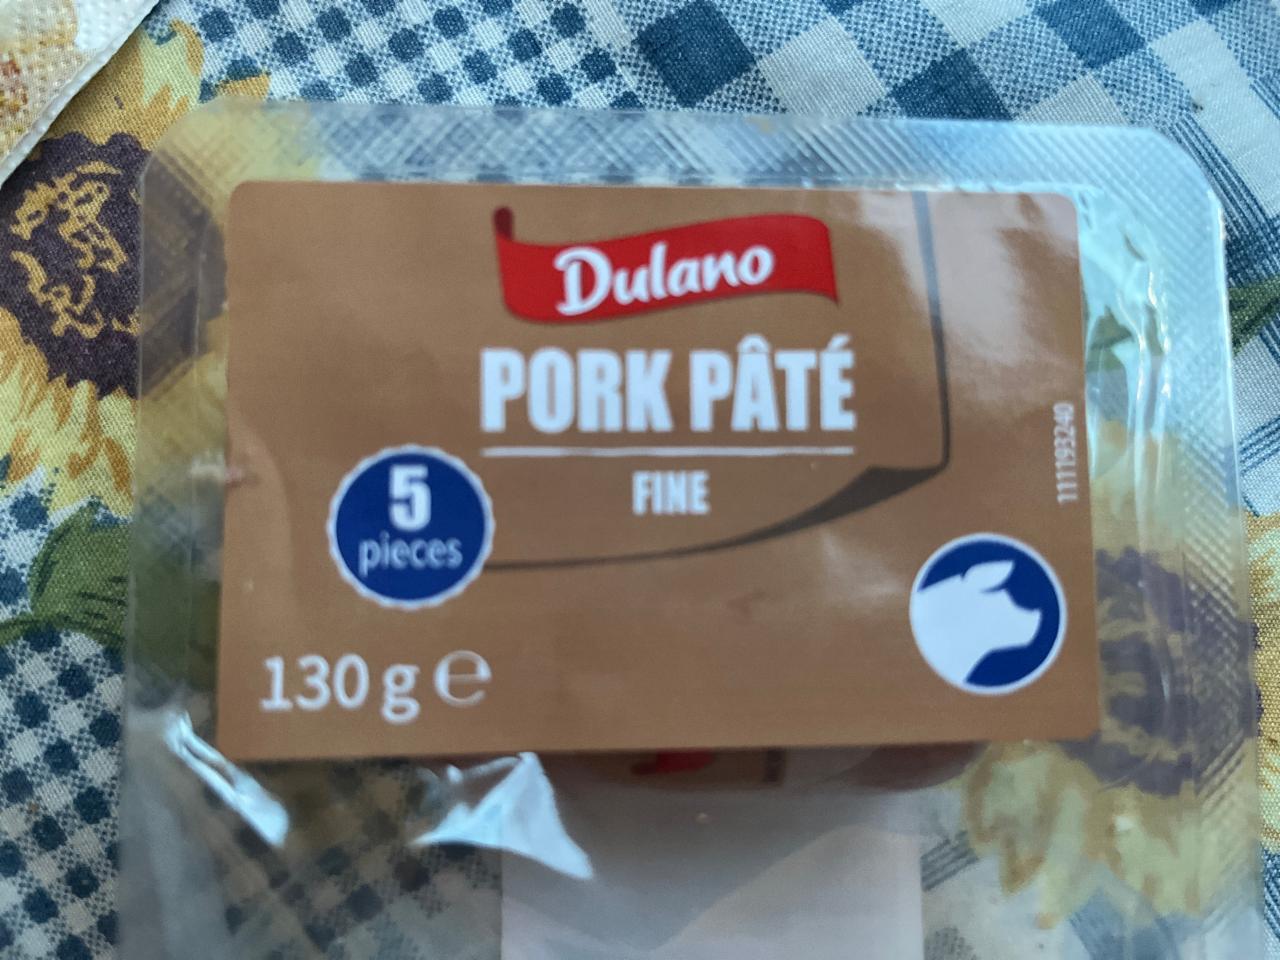 Dulano
PORK PÂTÉ
FINE
5
pieces
130 g ℮
111193240